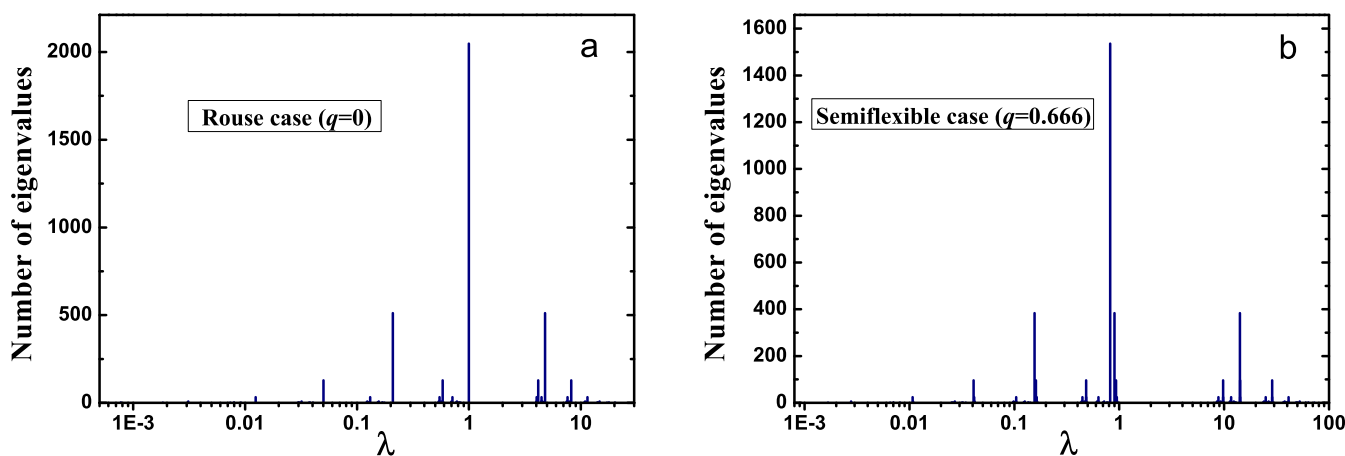 a
Rouse case (q=0)
Number of eigenvalues
2000
1500
1000
500
0
1E-3
0.01
0.1
1
10
λ
b
Semiflexible case (q=0.666)
Number of eigenvalues
1600
1400
1200
1000
800
600
400
200
0
1E-3
0.01
0.1
1
10
100
λ